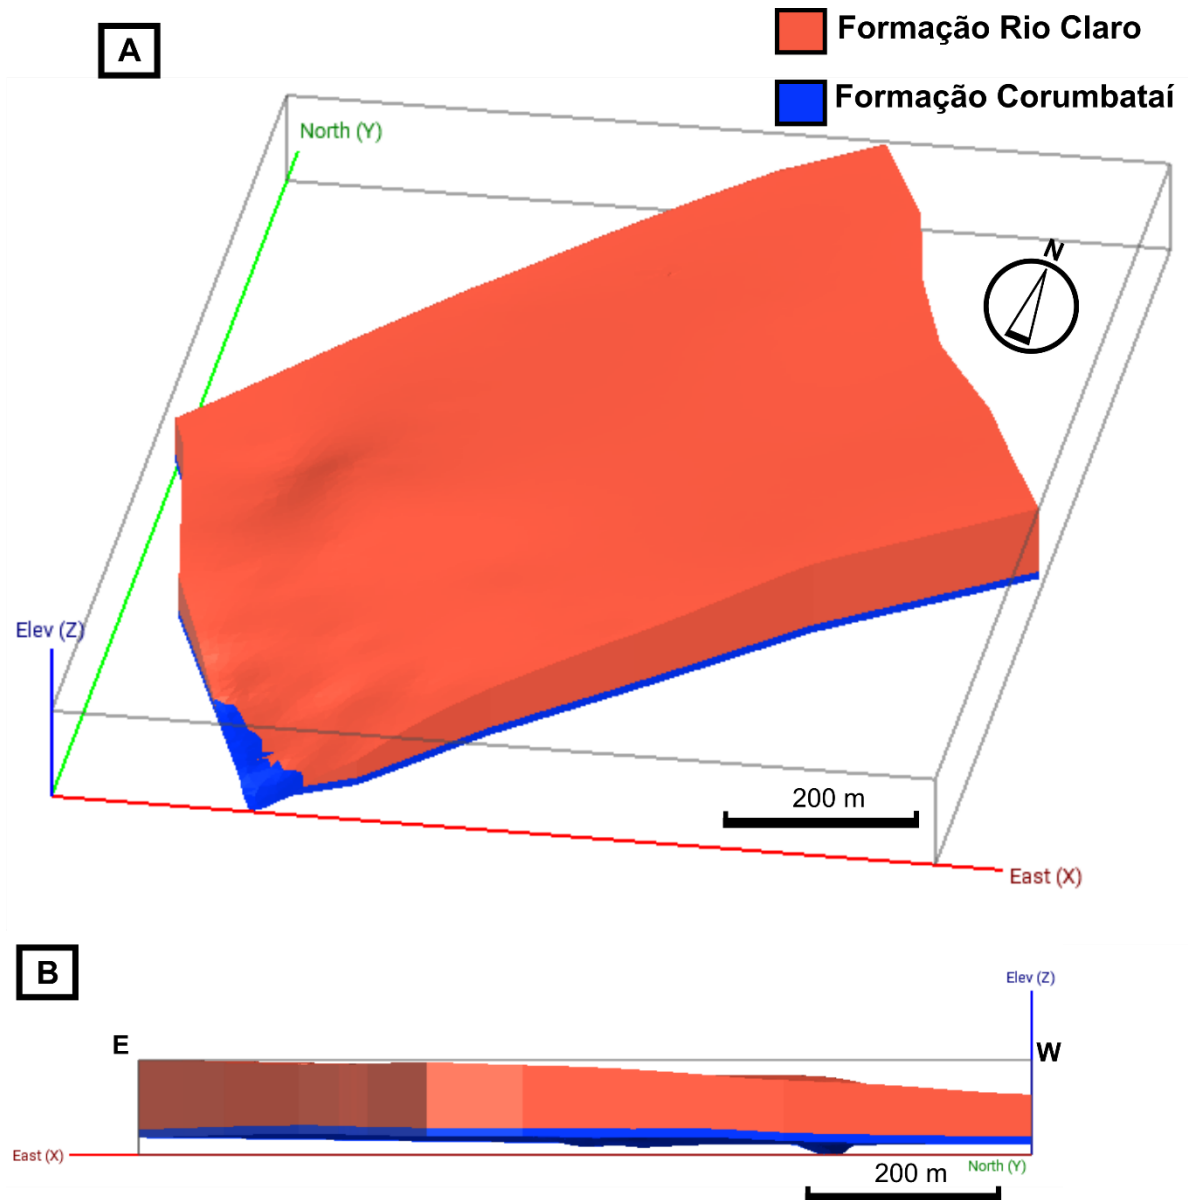 A
Formação Rio Claro
Formação Corumbataí
North (Y)
N
Elev (Z)
200 m
East (X)
B
Elev (Z)
E
W
East (X)
North (Y)
200 m